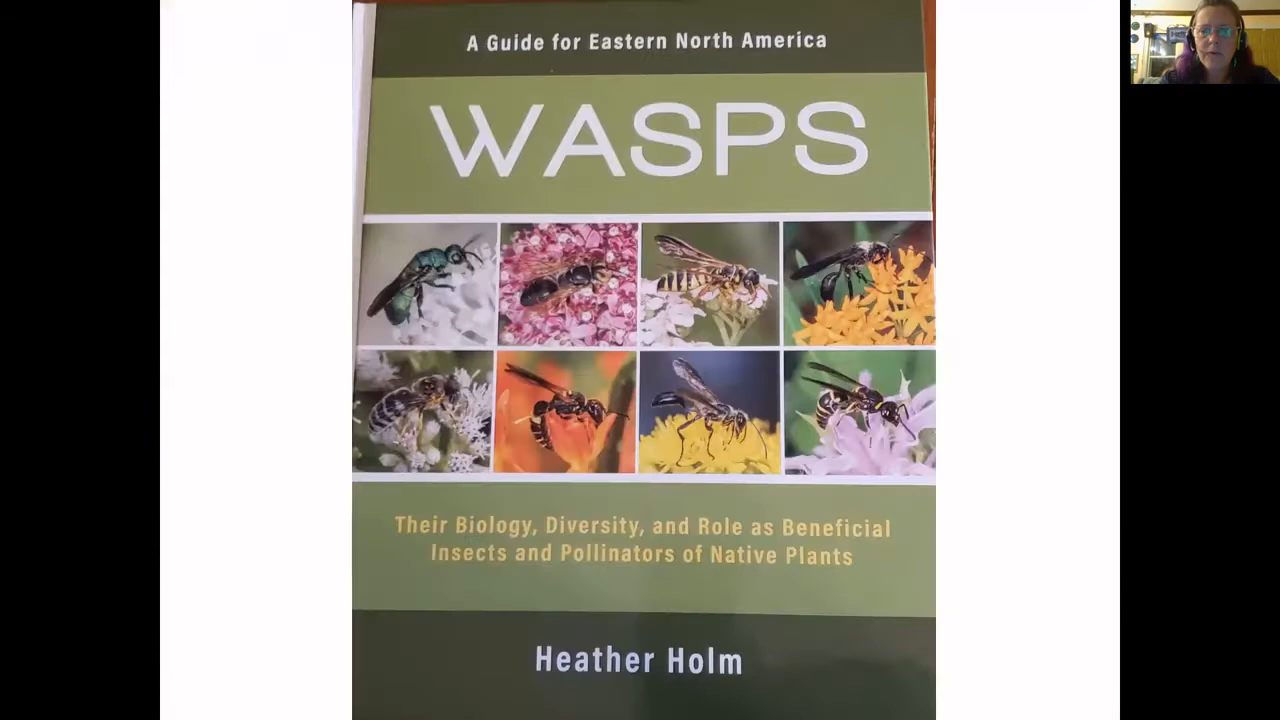 A Guide for Eastern North America
WASPS
Their Biology, Diversity, and Role as Beneficial
Insects and Pollinators of Native Plants
Heather Holm